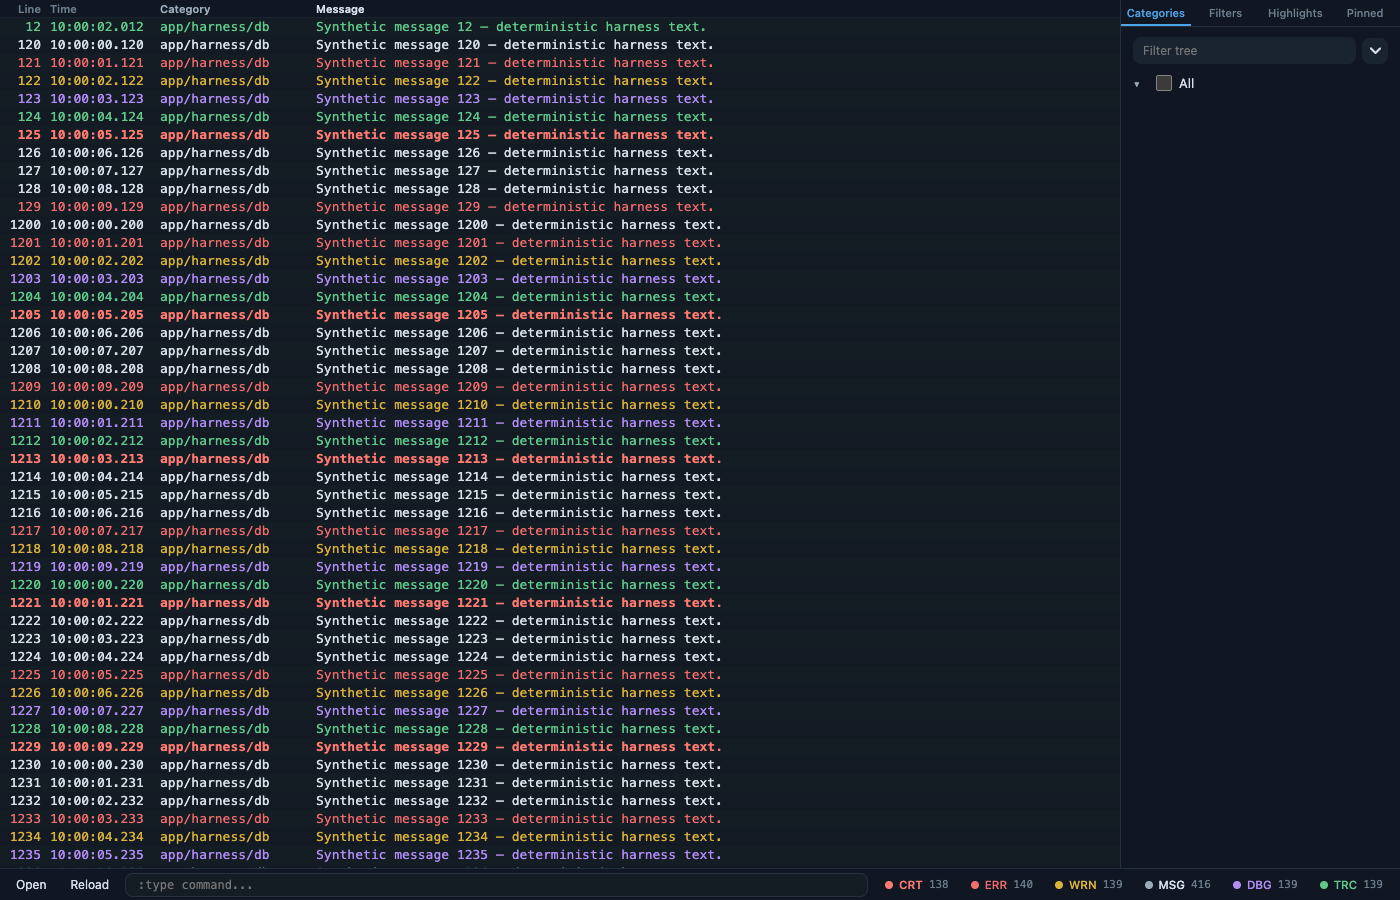 Line Time Category Message
12 10:00:02.012 app/harness/db Synthetic message 12 — deterministic harness text.
120 10:00:00.120 app/harness/db Synthetic message 120 — deterministic harness text.
121 10:00:01.121 app/harness/db Synthetic message 121 — deterministic harness text.
122 10:00:02.122 app/harness/db Synthetic message 122 — deterministic harness text.
123 10:00:03.123 app/harness/db Synthetic message 123 — deterministic harness text.
124 10:00:04.124 app/harness/db Synthetic message 124 — deterministic harness text.
125 10:00:05.125 app/harness/db Synthetic message 125 — deterministic harness text.
126 10:00:06.126 app/harness/db Synthetic message 126 — deterministic harness text.
127 10:00:07.127 app/harness/db Synthetic message 127 — deterministic harness text.
128 10:00:08.128 app/harness/db Synthetic message 128 — deterministic harness text.
129 10:00:09.129 app/harness/db Synthetic message 129 — deterministic harness text.
1200 10:00:00.200 app/harness/db Synthetic message 1200 — deterministic harness text.
1201 10:00:01.201 app/harness/db Synthetic message 1201 — deterministic harness text.
1202 10:00:02.202 app/harness/db Synthetic message 1202 — deterministic harness text.
1203 10:00:03.203 app/harness/db Synthetic message 1203 — deterministic harness text.
1204 10:00:04.204 app/harness/db Synthetic message 1204 — deterministic harness text.
1205 10:00:05.205 app/harness/db Synthetic message 1205 — deterministic harness text.
1206 10:00:06.206 app/harness/db Synthetic message 1206 — deterministic harness text.
1207 10:00:07.207 app/harness/db Synthetic message 1207 — deterministic harness text.
1208 10:00:08.208 app/harness/db Synthetic message 1208 — deterministic harness text.
1209 10:00:09.209 app/harness/db Synthetic message 1209 — deterministic harness text.
1210 10:00:00.210 app/harness/db Synthetic message 1210 — deterministic harness text.
1211 10:00:01.211 app/harness/db Synthetic message 1211 — deterministic harness text.
1212 10:00:02.212 app/harness/db Synthetic message 1212 — deterministic harness text.
1213 10:00:03.213 app/harness/db Synthetic message 1213 — deterministic harness text.
1214 10:00:04.214 app/harness/db Synthetic message 1214 — deterministic harness text.
1215 10:00:05.215 app/harness/db Synthetic message 1215 — deterministic harness text.
1216 10:00:06.216 app/harness/db Synthetic message 1216 — deterministic harness text.
1217 10:00:07.217 app/harness/db Synthetic message 1217 — deterministic harness text.
1218 10:00:08.218 app/harness/db Synthetic message 1218 — deterministic harness text.
1219 10:00:09.219 app/harness/db Synthetic message 1219 — deterministic harness text.
1220 10:00:00.220 app/harness/db Synthetic message 1220 — deterministic harness text.
1221 10:00:01.221 app/harness/db Synthetic message 1221 — deterministic harness text.
1222 10:00:02.222 app/harness/db Synthetic message 1222 — deterministic harness text.
1223 10:00:03.223 app/harness/db Synthetic message 1223 — deterministic harness text.
1224 10:00:04.224 app/harness/db Synthetic message 1224 — deterministic harness text.
1225 10:00:05.225 app/harness/db Synthetic message 1225 — deterministic harness text.
1226 10:00:06.226 app/harness/db Synthetic message 1226 — deterministic harness text.
1227 10:00:07.227 app/harness/db Synthetic message 1227 — deterministic harness text.
1228 10:00:08.228 app/harness/db Synthetic message 1228 — deterministic harness text.
1229 10:00:09.229 app/harness/db Synthetic message 1229 — deterministic harness text.
1230 10:00:00.230 app/harness/db Synthetic message 1230 — deterministic harness text.
1231 10:00:01.231 app/harness/db Synthetic message 1231 — deterministic harness text.
1232 10:00:02.232 app/harness/db Synthetic message 1232 — deterministic harness text.
1233 10:00:03.233 app/harness/db Synthetic message 1233 — deterministic harness text.
1234 10:00:04.234 app/harness/db Synthetic message 1234 — deterministic harness text.
1235 10:00:05.235 app/harness/db Synthetic message 1235 — deterministic harness text.
Categories Filters Highlights Pinned
Filter tree
All
Open Reload :type command... CRT 138 ERR 140 WRN 139 MSG 416 DBG 139 TRC 139